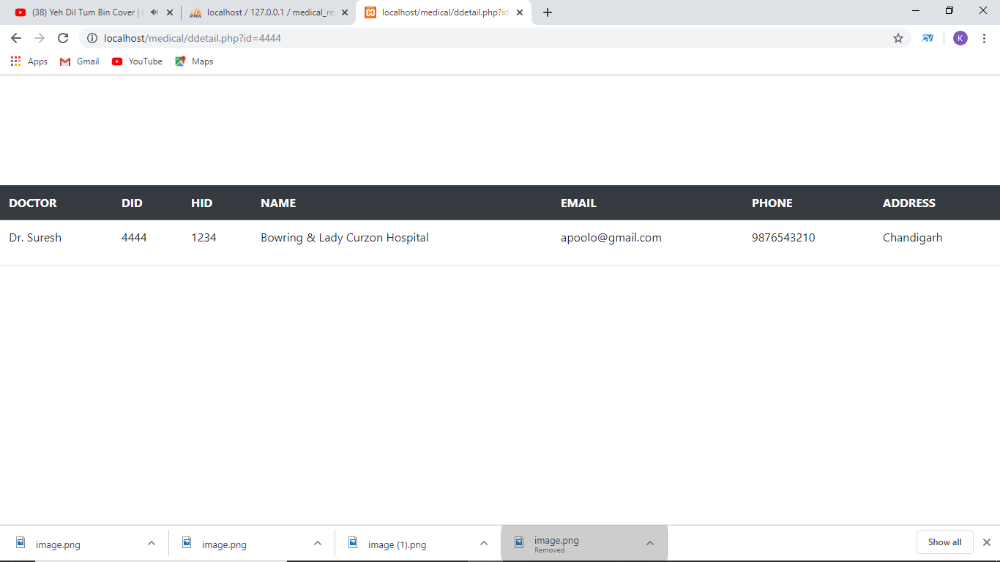 (38) Yeh Dil Tum Bin Cover |
localhost / 127.0.0.1 / medical_re
localhost/medical/ddetail.php?id
localhost/medical/ddetail.php?id=4444
CV
K
Apps
Gmail
YouTube
Maps
DOCTOR DID HID NAME EMAIL PHONE ADDRESS
Dr. Suresh 4444 1234 Bowring & Lady Curzon Hospital apoolo@gmail.com 9876543210 Chandigarh
image.png
image.png
image (1).png
image.png
Removed
Show all